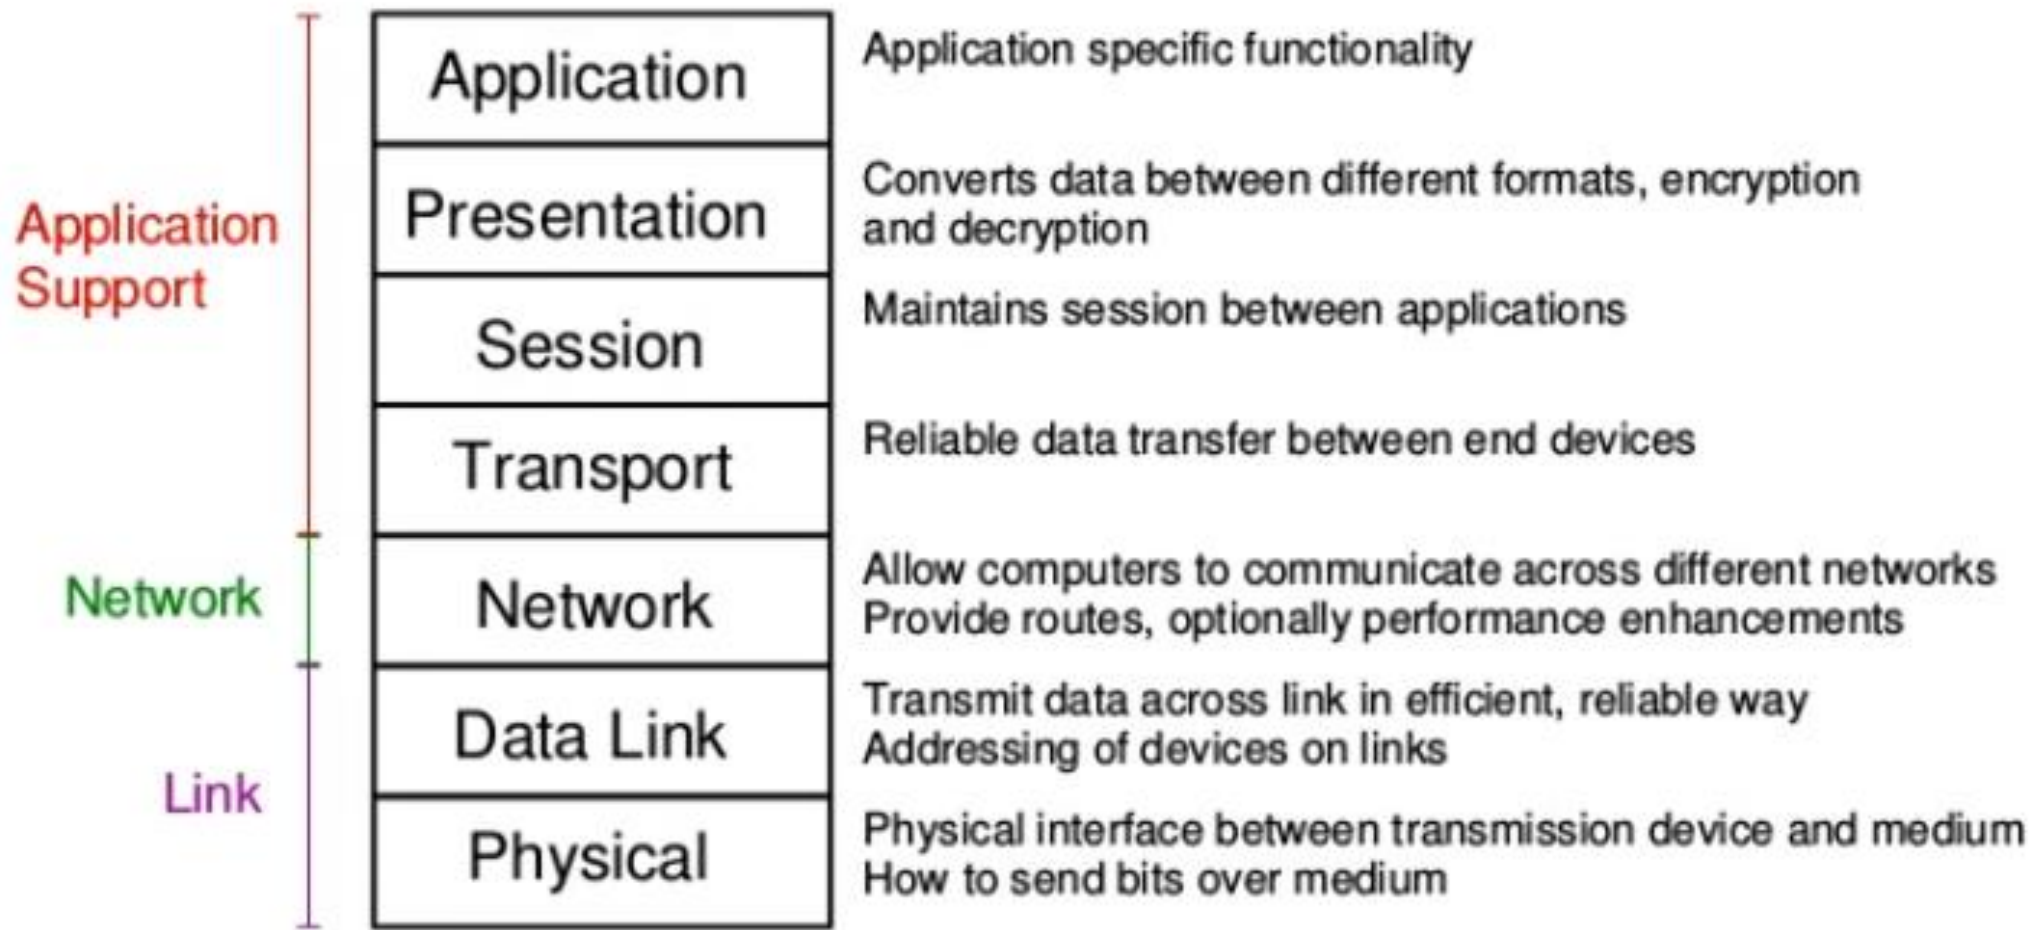 Application
Support
Network
Link
Application
Application specific functionality
Presentation
Converts data between different formats, encryption
and decryption
Session
Maintains session between applications
Transport
Reliable data transfer between end devices
Network
Allow computers to communicate across different networks
Provide routes, optionally performance enhancements
Data Link
Transmit data across link in efficient, reliable way
Addressing of devices on links
Physical
Physical interface between transmission device and medium
How to send bits over medium